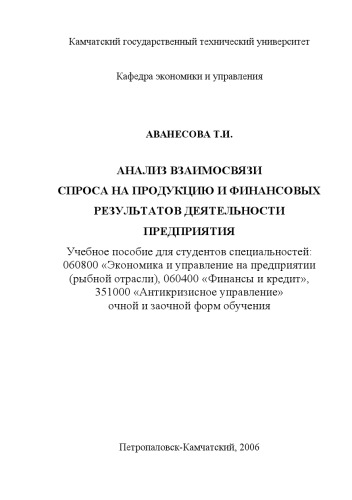 Камчатский государственный технический университет
Кафедра экономики и управления
АВАНЕСОВА Т.И.
АНАЛИЗ ВЗАИМОСВЯЗИ
СПРОСА НА ПРОДУКЦИЮ И ФИНАНСОВЫХ
РЕЗУЛЬТАТОВ ДЕЯТЕЛЬНОСТИ
ПРЕДПРИЯТИЯ
Учебное пособие для студентов специальностей:
060800 «Экономика и управление на предприятии
(рыбной отрасли), 060400 «Финансы и кредит»,
351000 «Антикризисное управление»
очной и заочной форм обучения
Петропаловск-Камчатский, 2006